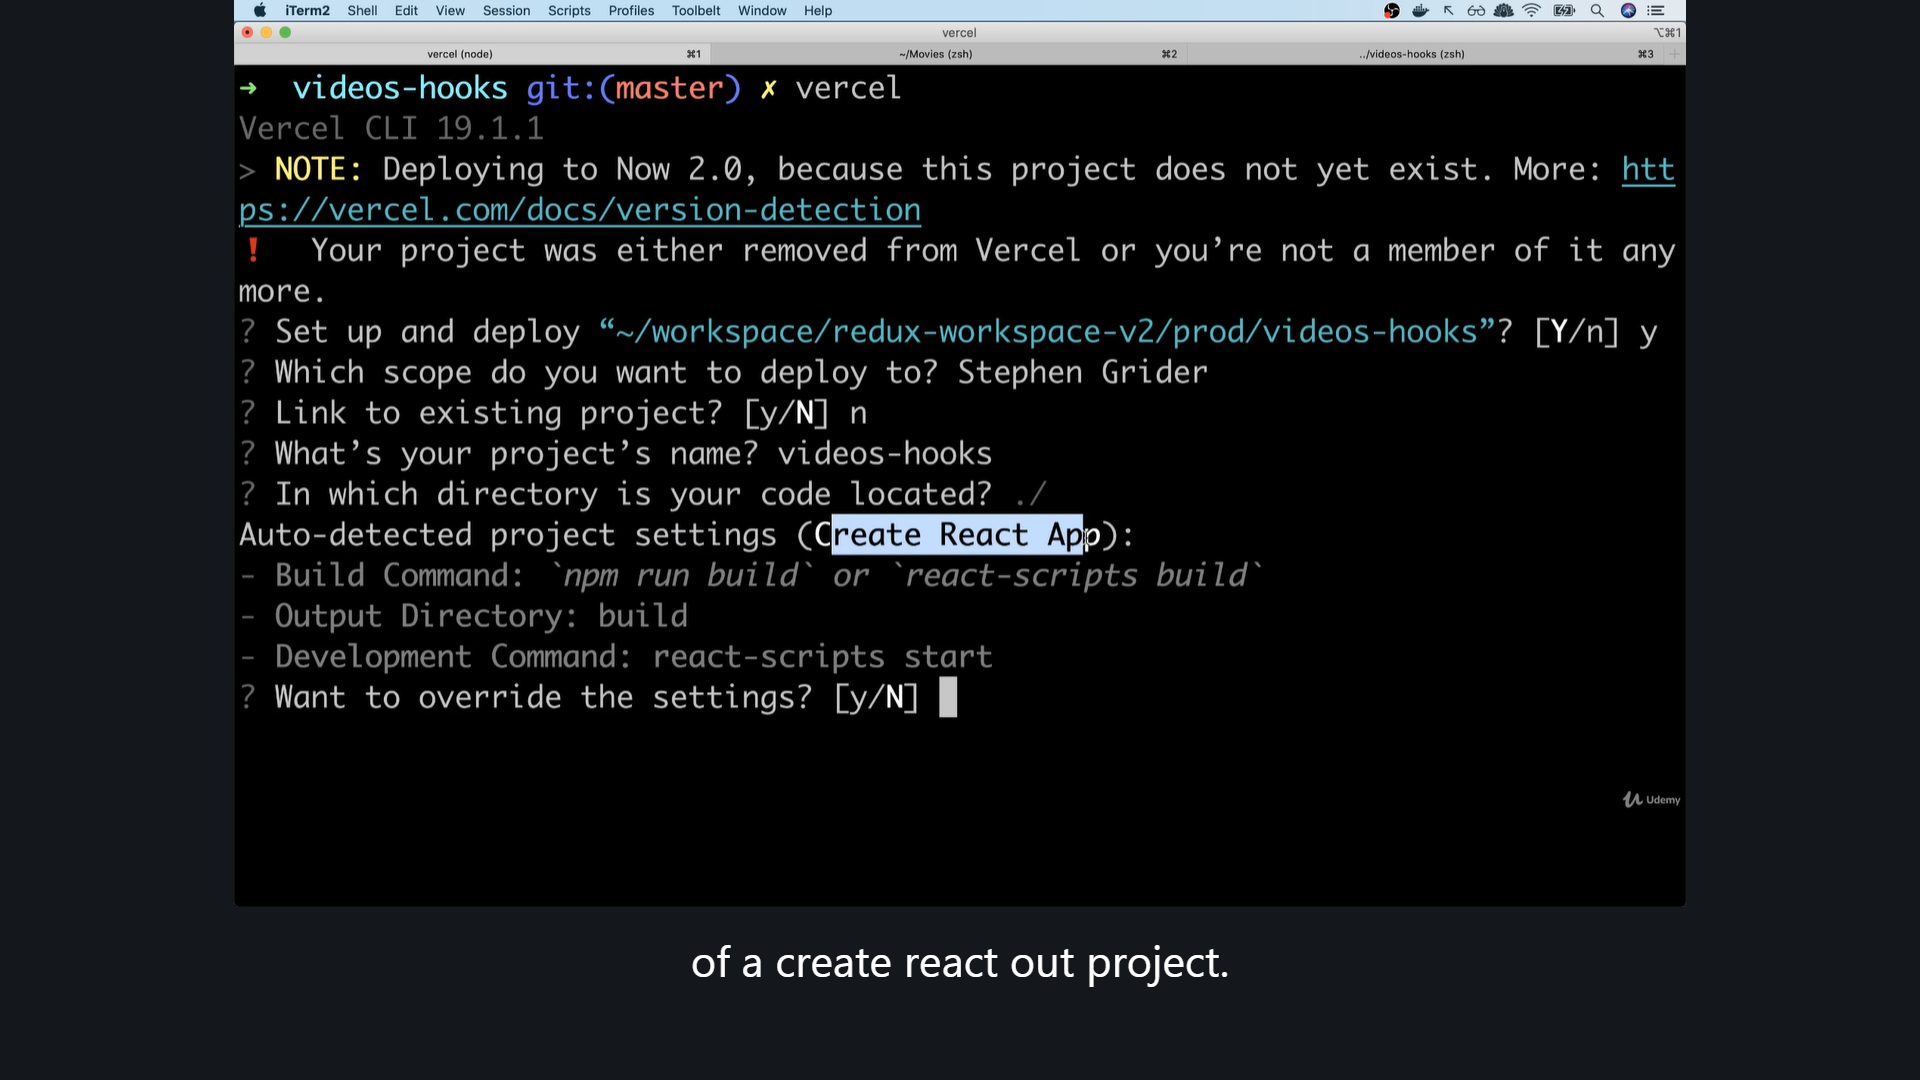 iTerm2 Shell Edit View Session Scripts Profiles Toolbelt Window Help
vercel
⌥⌘1
vercel (node) ⌘1 ~/Movies (zsh) ⌘2 ../videos-hooks (zsh) ⌘3
➜ videos-hooks git:(master) ✗ vercel
Vercel CLI 19.1.1
> NOTE: Deploying to Now 2.0, because this project does not yet exist. More: htt
ps://vercel.com/docs/version-detection
! Your project was either removed from Vercel or you’re not a member of it any
more.
? Set up and deploy “~/workspace/redux-workspace-v2/prod/videos-hooks”? [Y/n] y
? Which scope do you want to deploy to? Stephen Grider
? Link to existing project? [y/N] n
? What’s your project’s name? videos-hooks
? In which directory is your code located? ./
Auto-detected project settings (Create React App):
- Build Command: `npm run build` or `react-scripts build`
- Output Directory: build
- Development Command: react-scripts start
? Want to override the settings? [y/N]
Udemy
of a create react out project.